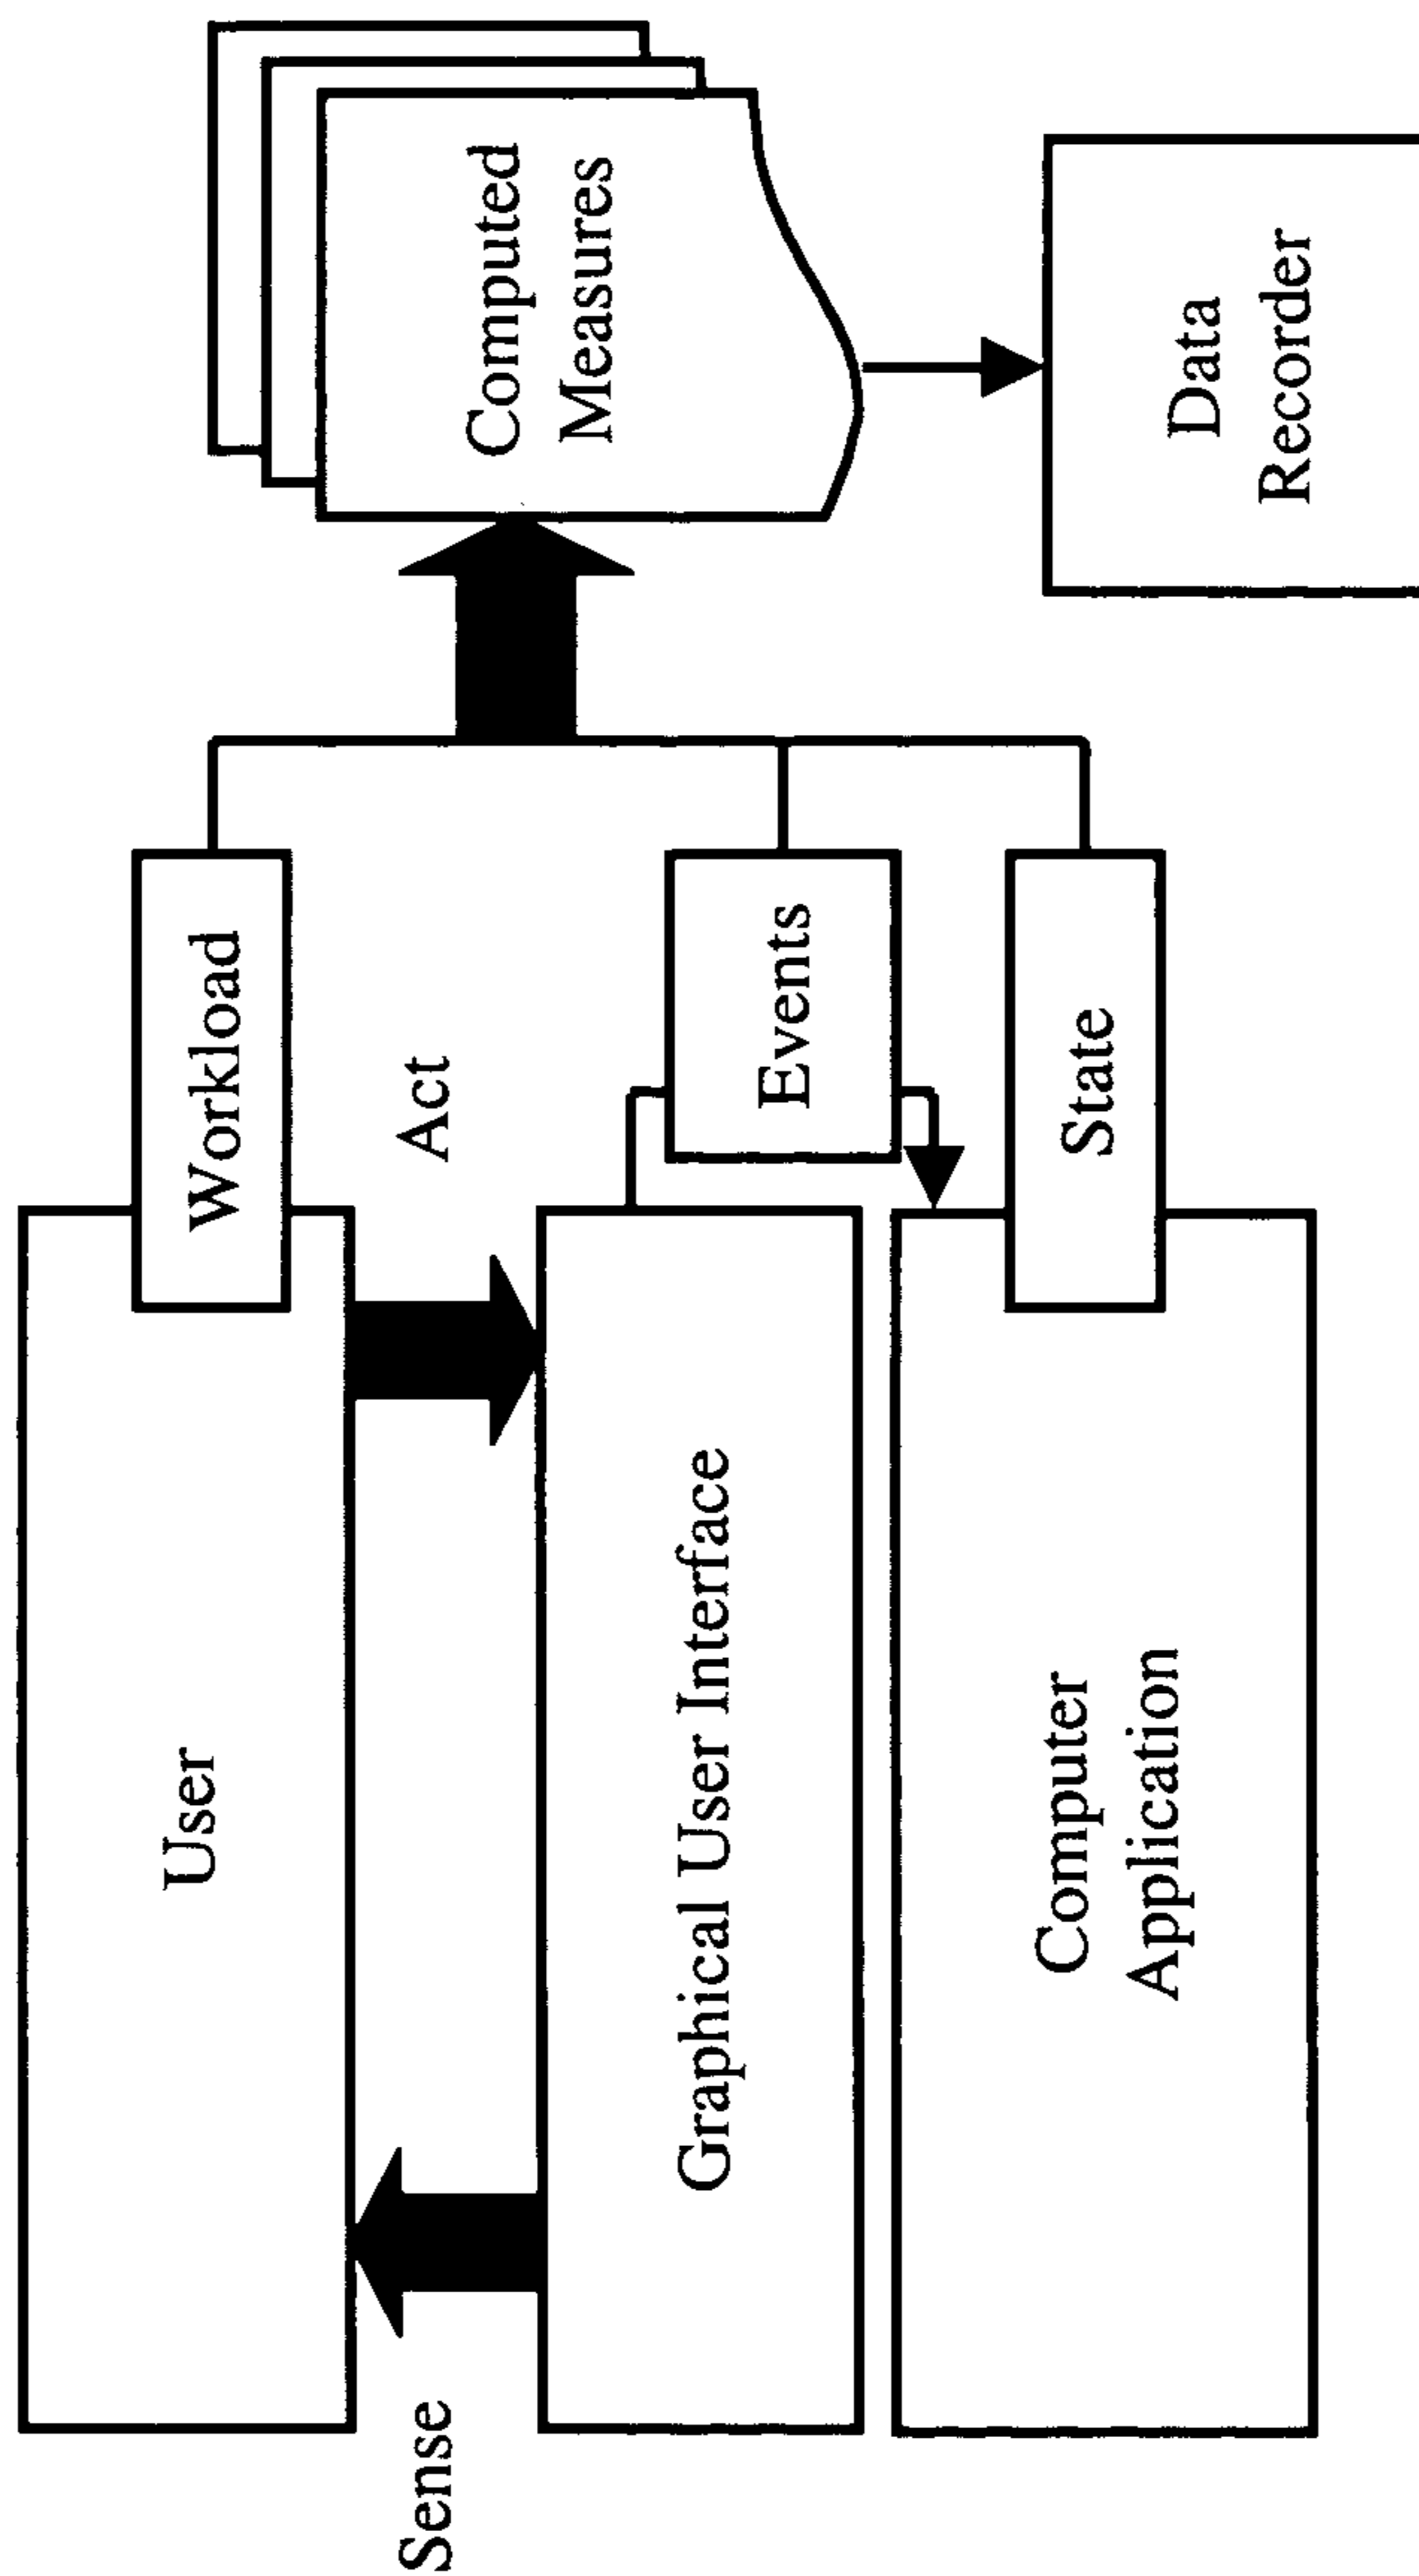 User
Workload
Sense
Act
Graphical User Interface
Events
Computer
Application
State
Computed
Measures
Data
Recorder